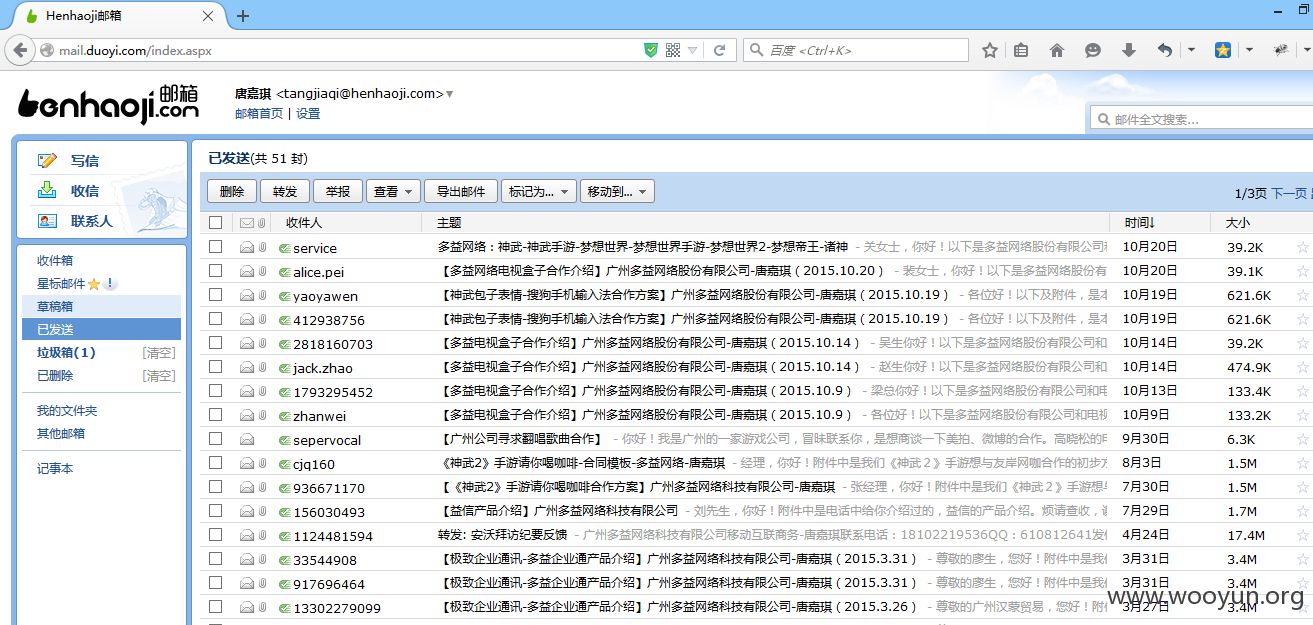 Henhaoji邮箱
mail.duoyi.com/index.aspx
百度 <Ctrl+K>
henhaoji邮箱.com
唐嘉琪 <tangjiaqi@henhaoji.com>
邮箱首页 | 设置
邮件全文搜索...
写信
收信
联系人
收件箱
星标邮件
草稿箱
已发送
垃圾箱(1) [清空]
已删除 [清空]
我的文件夹
其他邮箱
记事本
已发送(共 51 封)
删除 转发 举报 查看 导出邮件 标记为... 移动到...
1/3页 下一页
收件人 主题 时间↓ 大小
service 多益网络：神武-神武手游-梦想世界-梦想世界手游-梦想世界2-梦想帝王-诸神 - 关女士，你好！以下是多益网络股份有限公司和 10月20日 39.2K
alice.pei 【多益网络电视盒子合作介绍】广州多益网络股份有限公司-唐嘉琪（2015.10.20） - 裴女士，你好！以下是多益网络股份有限公 10月20日 39.1K
yaoyawen 【神武包子表情-搜狗手机输入法合作方案】广州多益网络股份有限公司-唐嘉琪（2015.10.19） - 各位好！以下及附件，是本 10月19日 621.6K
412938756 【神武包子表情-搜狗手机输入法合作方案】广州多益网络股份有限公司-唐嘉琪（2015.10.19） - 各位好！以下及附件，是本 10月19日 621.6K
2818160703 【多益电视盒子合作介绍】广州多益网络股份有限公司-唐嘉琪（2015.10.14） - 吴生你好！以下是多益网络股份有限公司和 10月14日 39.2K
jack.zhao 【多益电视盒子合作介绍】广州多益网络股份有限公司-唐嘉琪（2015.10.14） - 赵生你好！以下是多益网络股份有限公司和 10月14日 474.9K
1793295452 【多益电视盒子合作介绍】广州多益网络股份有限公司-唐嘉琪（2015.10.9） - 梁总你好！以下是多益网络股份有限公司和电 10月13日 133.4K
zhanwei 【多益电视盒子合作介绍】广州多益网络股份有限公司-唐嘉琪（2015.10.9） - 各位好！以下是多益网络股份有限公司和电视 10月9日 133.2K
sepervocal 【广州公司寻求翻唱歌曲合作】 - 你好！我是广州的一家游戏公司，冒昧联系你，是想商谈一下美拍、微博的合作。高晓松的 9月30日 6.3K
cjq160 《神武2》手游请你喝咖啡-合同模板-多益网络-唐嘉琪 - 经理，你好！附件中是我们《神武２》手游想与友岸网咖合作的初步方 8月3日 1.5M
936671170 【《神武2》手游请你喝咖啡合作方案】广州多益网络科技有限公司-唐嘉琪 - 张经理，你好！附件中是我们《神武２》手游想 7月30日 1.5M
156030493 【益信产品介绍】广州多益网络科技有限公司 - 刘先生，你好！附件中是电话中给你介绍过的，益信的产品介绍。烦请查收， 7月29日 1.7M
1124481594 转发: 安沃拜访纪要反馈 - 广州多益网络科技有限公司移动互联商务-唐嘉琪联系电话：18102219536QQ：610812641发 4月24日 17.4M
33544908 【极致企业通讯-多益企业通产品介绍】广州多益网络科技有限公司-唐嘉琪（2015.3.31） - 尊敬的廖生，您好！附件中是我 3月31日 3.4M
917696464 【极致企业通讯-多益企业通产品介绍】广州多益网络科技有限公司-唐嘉琪（2015.3.31） - 尊敬的廖生，您好！附件中是我 3月31日 3.4M
13302279099 【极致企业通讯-多益企业通产品介绍】广州多益网络科技有限公司-唐嘉琪（2015.3.26） - 尊敬的广州汉蒙贸易，您好！附 3月27日 3.4M
www.wooyun.org